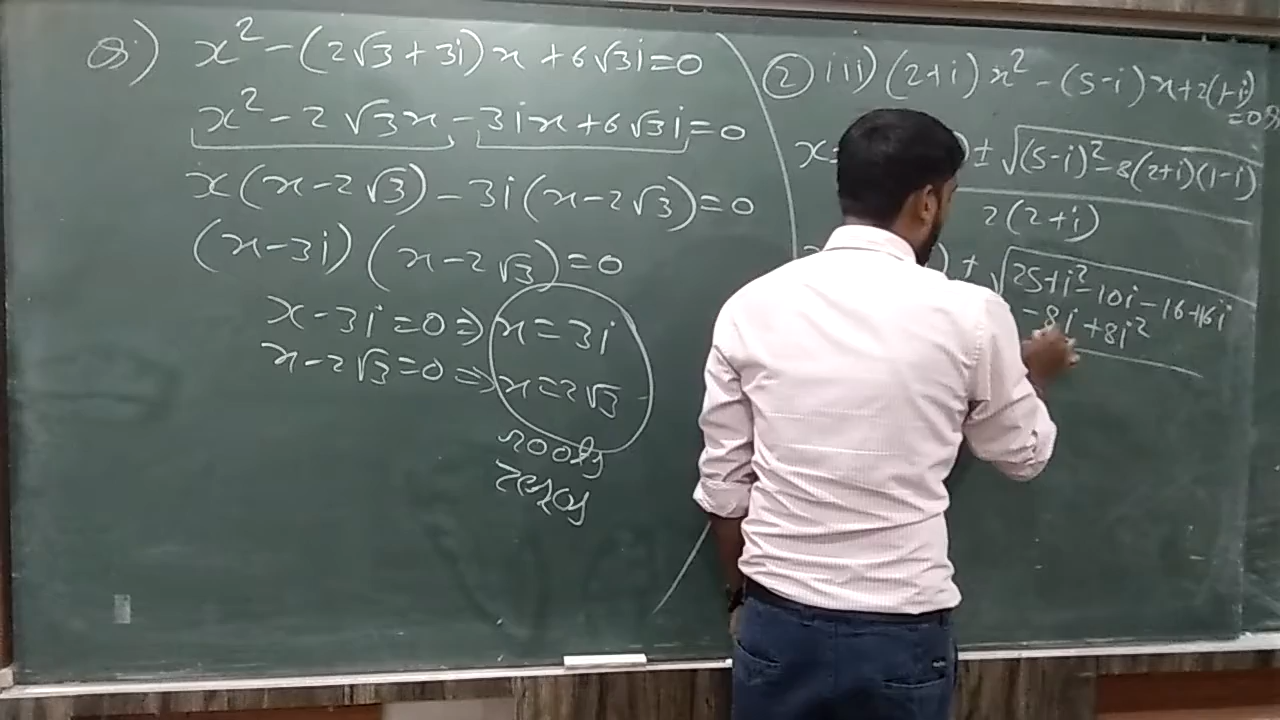 Q.i) x² - (2√3 + 3i) x + 6√3i = 0
x² - 2√3x - 3ix + 6√3i = 0
x(x - 2√3) - 3i(x - 2√3) = 0
(x - 3i) (x - 2√3) = 0
x - 3i = 0 ⇒ x = 3i
x - 2√3 = 0 ⇒ x = 2√3
roots
zeros
② iii) (2+i) x² - (5-i) x + 2(1-i)
= 0
x= ± √(5-i)² - 8(2+i)(1-i)
2(2+i)
) ± √25 + i² - 10i - 16 + 16i
- 8i + 8i²